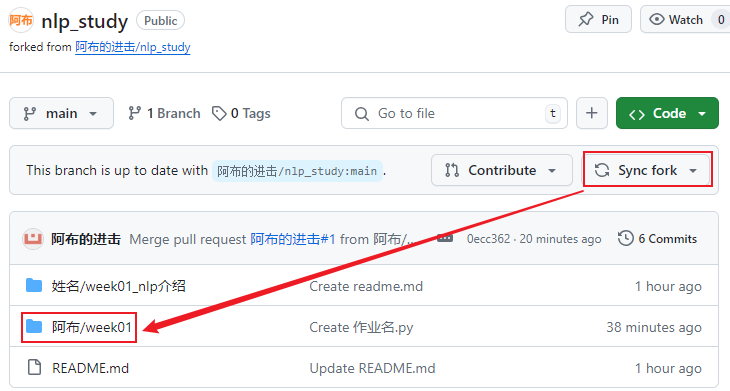 阿布 nlp_study Public Pin Watch 0
forked from 阿布的进击/nlp_study
main 1 Branch 0 Tags Go to file t + <> Code
This branch is up to date with 阿布的进击/nlp_study:main. Contribute Sync fork
阿布的进击 Merge pull request 阿布的进击#1 from 阿布/... 0ecc362 · 20 minutes ago 6 Commits
姓名/week01_nlp介绍 Create readme.md 1 hour ago
阿布/week01 Create 作业名.py 38 minutes ago
README.md Update README.md 1 hour ago